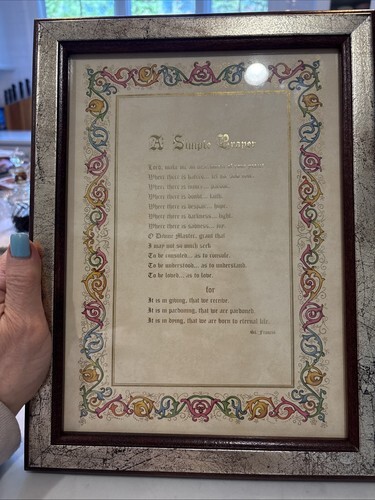 A Simple Prayer
Lord, make me an instrument of your peace
Where there is hatred... let me sow love.
Where there is injury... pardon.
Where there is doubt... faith.
Where there is despair... hope.
Where there is darkness... light.
Where there is sadness... joy.
O Divine Master, grant that
I may not so much seek
To be consoled... as to console.
To be understood... as to understand.
To be loved... as to love.
for
It is in giving, that we receive.
It is in pardoning, that we are pardoned.
It is in dying, that we are born to eternal life.
St. Francis